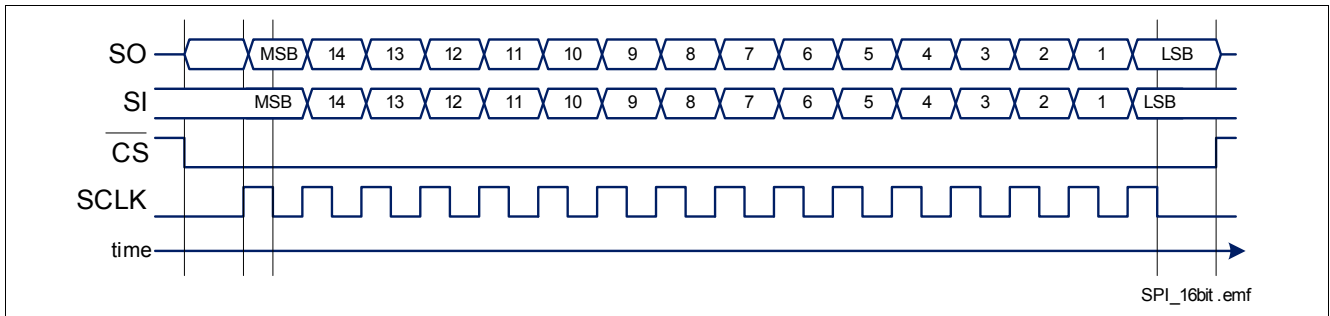 SO MSB 14 13 12 11 10 9 8 7 6 5 4 3 2 1 LSB
SI MSB 14 13 12 11 10 9 8 7 6 5 4 3 2 1 LSB
CS
SCLK
time
SPI_16bit.emf